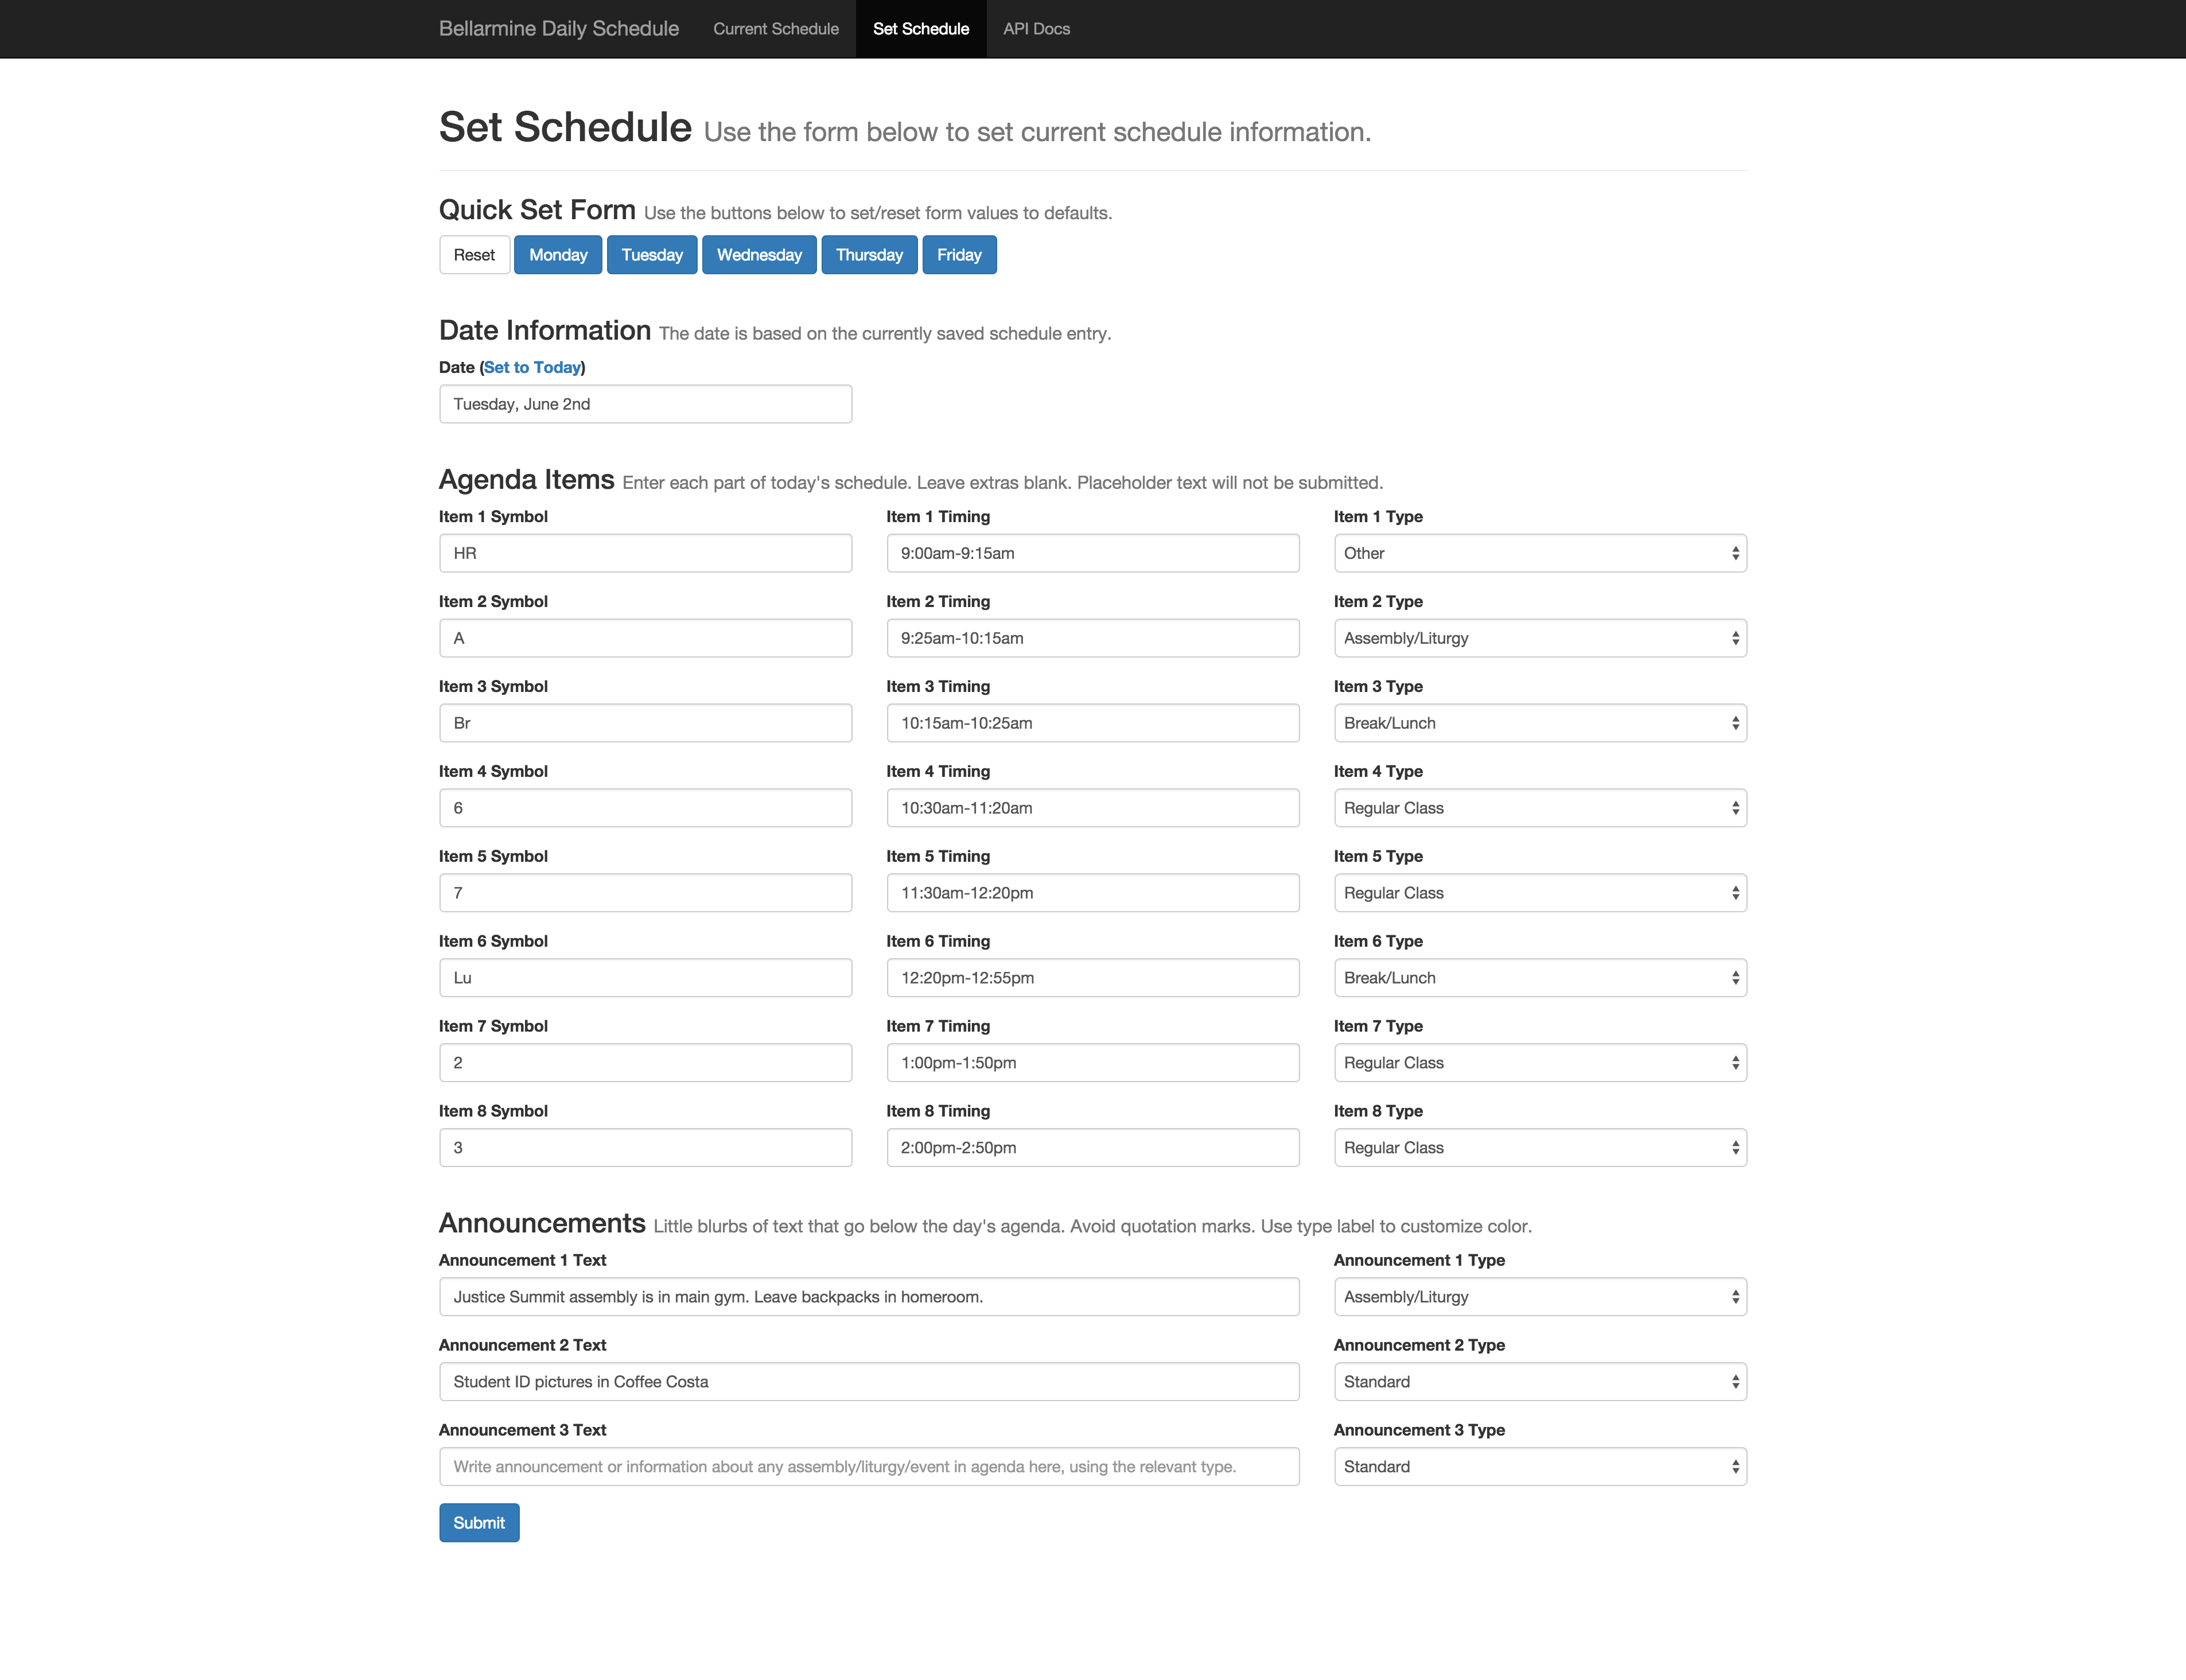 Bellarmine Daily Schedule Current Schedule Set Schedule API Docs
Set Schedule Use the form below to set current schedule information.
Quick Set Form Use the buttons below to set/reset form values to defaults.
Reset Monday Tuesday Wednesday Thursday Friday
Date Information The date is based on the currently saved schedule entry.
Date (Set to Today)
Tuesday, June 2nd
Agenda Items Enter each part of today's schedule. Leave extras blank. Placeholder text will not be submitted.
Item 1 Symbol Item 1 Timing Item 1 Type
HR 9:00am-9:15am Other
Item 2 Symbol Item 2 Timing Item 2 Type
A 9:25am-10:15am Assembly/Liturgy
Item 3 Symbol Item 3 Timing Item 3 Type
Br 10:15am-10:25am Break/Lunch
Item 4 Symbol Item 4 Timing Item 4 Type
6 10:30am-11:20am Regular Class
Item 5 Symbol Item 5 Timing Item 5 Type
7 11:30am-12:20pm Regular Class
Item 6 Symbol Item 6 Timing Item 6 Type
Lu 12:20pm-12:55pm Break/Lunch
Item 7 Symbol Item 7 Timing Item 7 Type
2 1:00pm-1:50pm Regular Class
Item 8 Symbol Item 8 Timing Item 8 Type
3 2:00pm-2:50pm Regular Class
Announcements Little blurbs of text that go below the day's agenda. Avoid quotation marks. Use type label to customize color.
Announcement 1 Text Announcement 1 Type
Justice Summit assembly is in main gym. Leave backpacks in homeroom. Assembly/Liturgy
Announcement 2 Text Announcement 2 Type
Student ID pictures in Coffee Costa Standard
Announcement 3 Text Announcement 3 Type
Write announcement or information about any assembly/liturgy/event in agenda here, using the relevant type. Standard
Submit